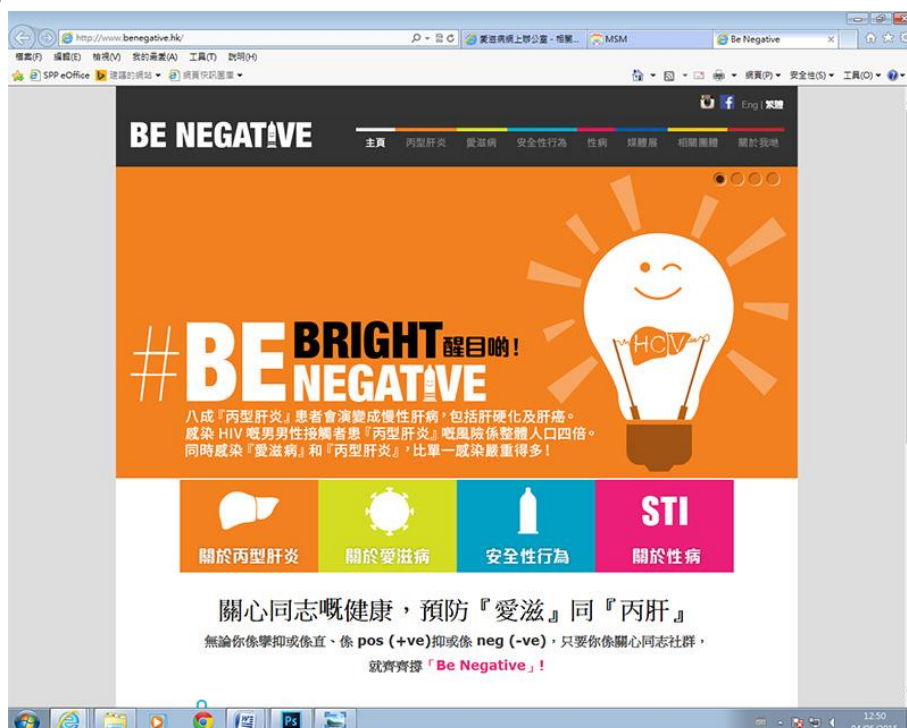 http://www.benegative.hk/
愛滋病網上辦公室 - 相關...
MSM
Be Negative
檔案(F) 編輯(E) 檢視(V) 我的最愛(A) 工具(T) 說明(H)
SPP eOffice 建議的網站 網頁快訊圖庫
網頁(P) 安全性(S) 工具(O)
Eng | 繁體
BE NEGATIVE
主頁 丙型肝炎 愛滋病 安全性行為 性病 媒體展 相關團體 關於我哋
HCV
#BE BRIGHT 醒目啲!
NEGATIVE
八成『丙型肝炎』患者會演變成慢性肝病,包括肝硬化及肝癌。
感染 HIV 嘅男男性接觸者患『丙型肝炎』嘅風險係整體人口四倍。
同時感染『愛滋病』和『丙型肝炎』,比單一感染嚴重得多!
關於丙型肝炎
關於愛滋病
安全性行為
STI
關於性病
關心同志嘅健康,預防『愛滋』同『丙肝』
無論你係攣抑或係直、係 pos (+ve)抑或係 neg (-ve),只要你係關心同志社群,
就齊齊撐「Be Negative」!
Ps
12:50